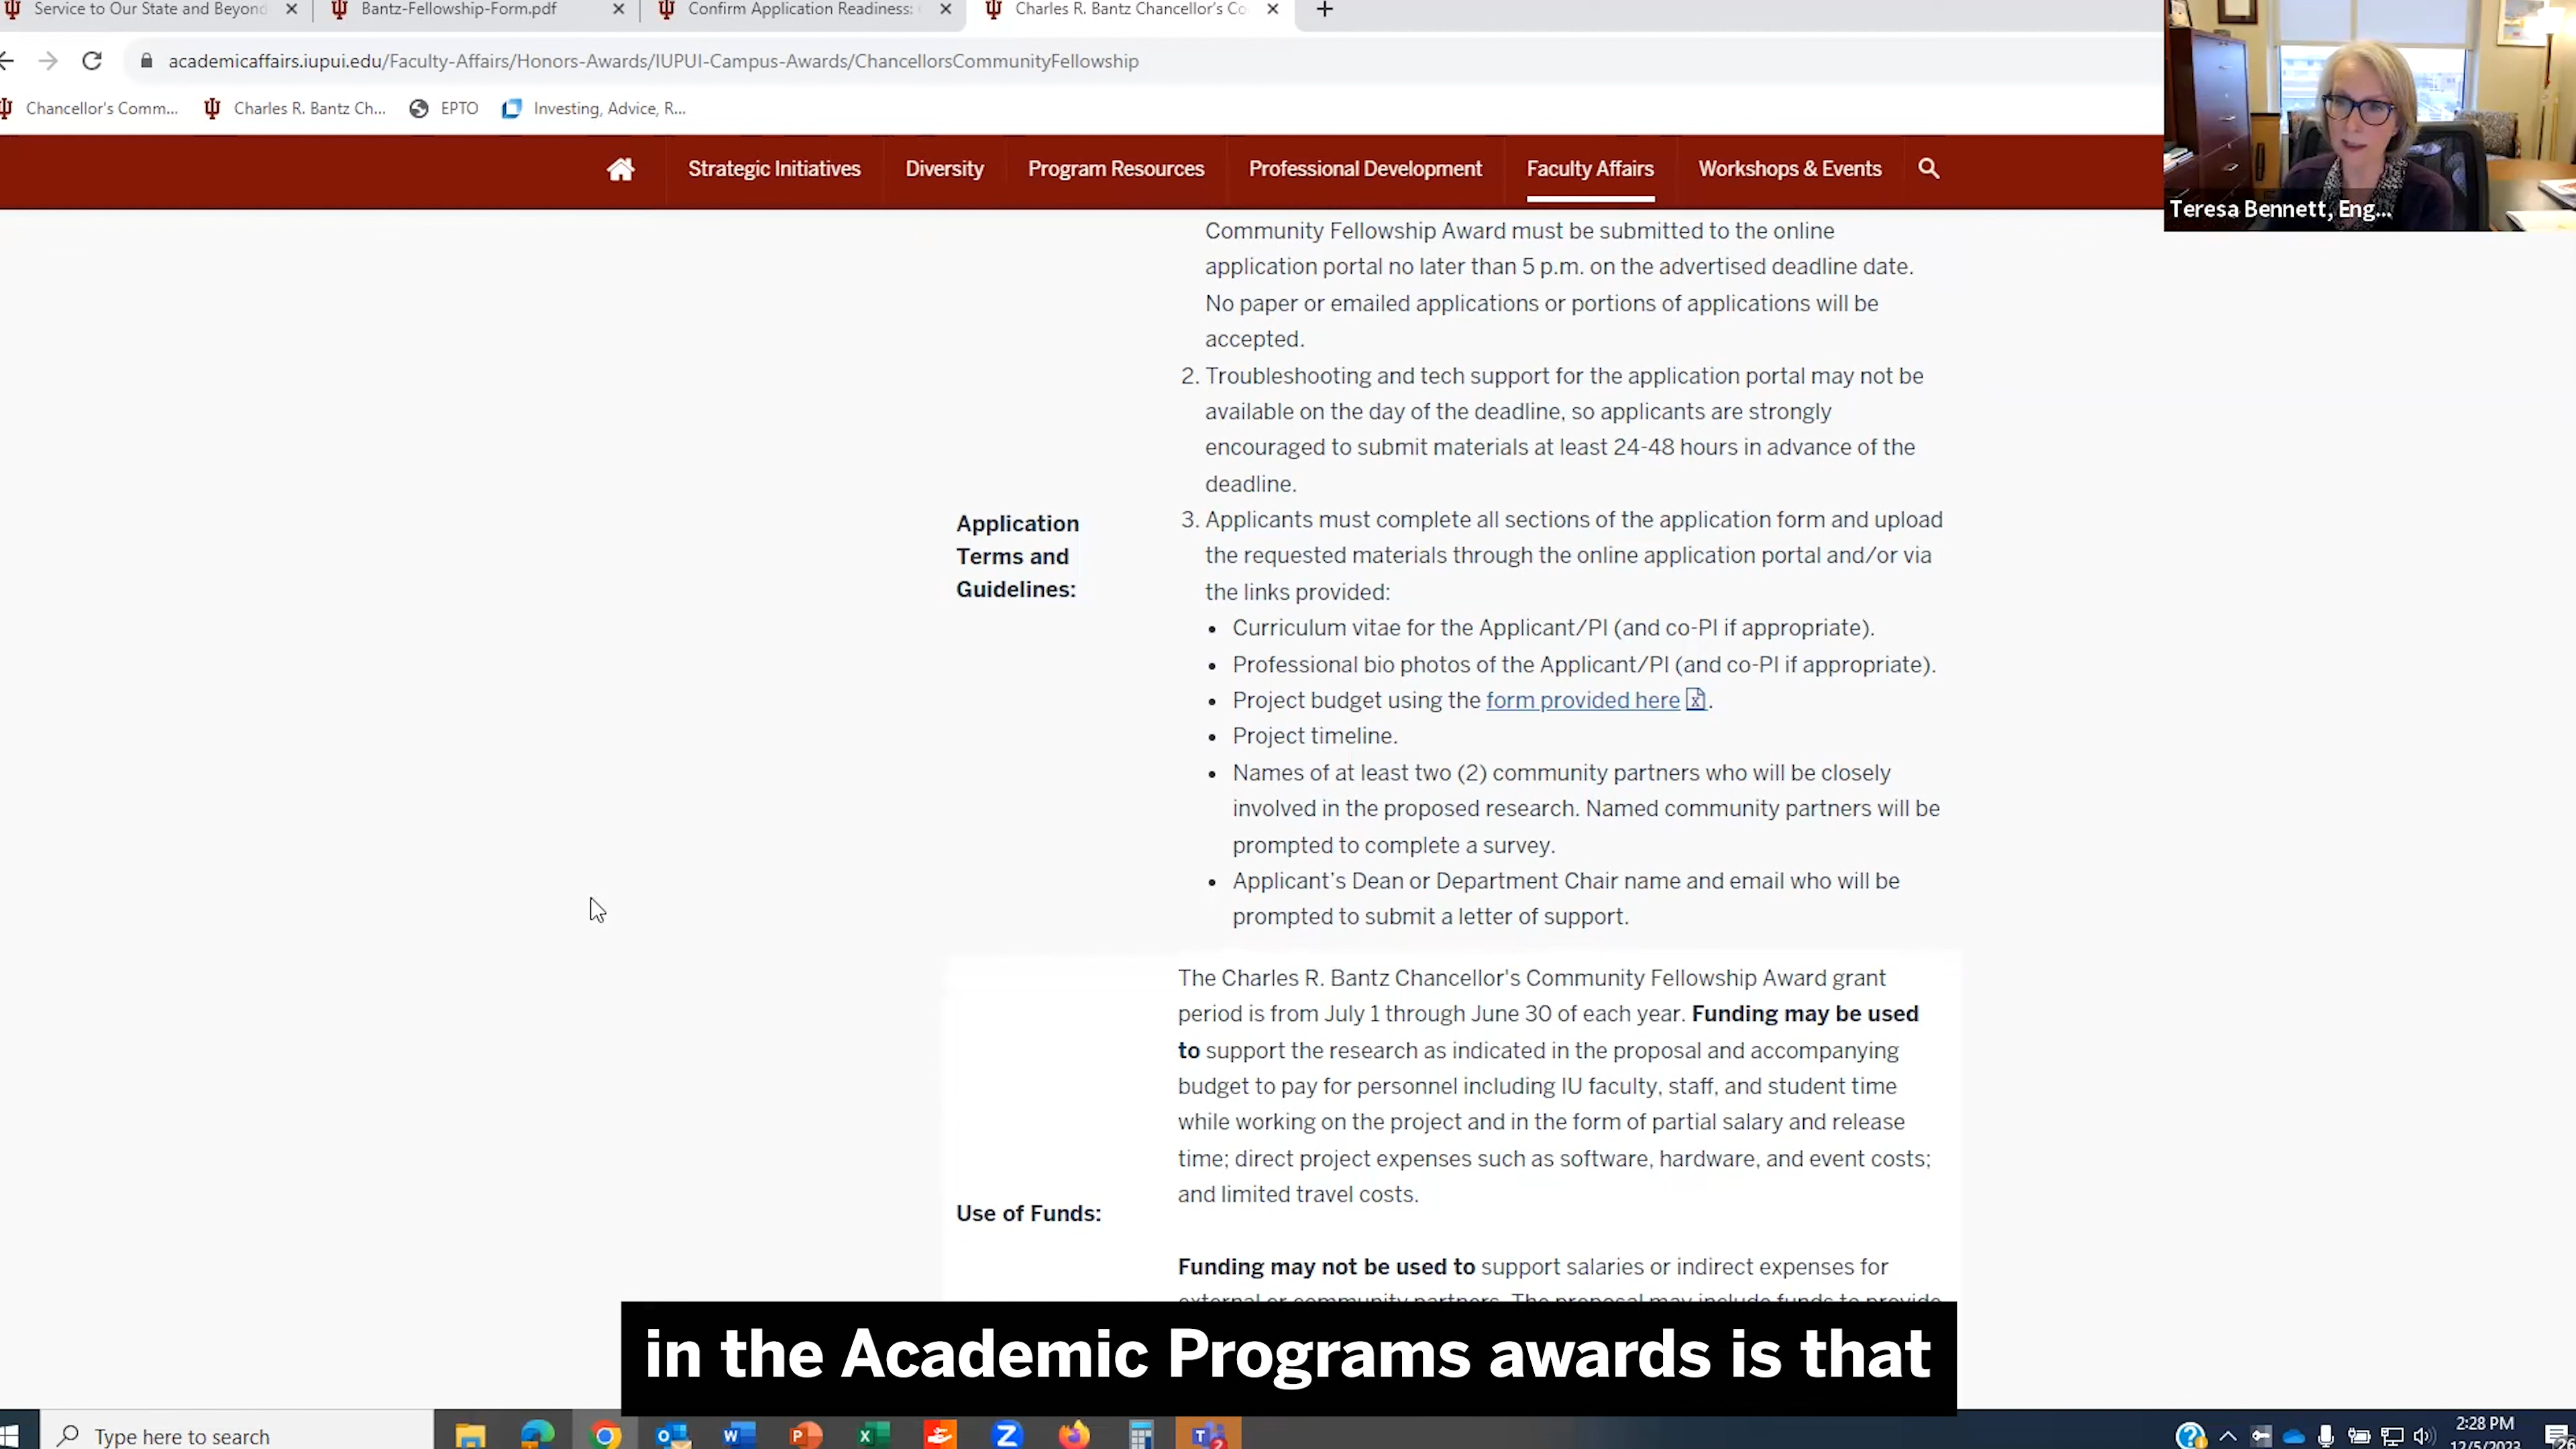 Service to Our State and Beyond
Bantz-Fellowship-Form.pdf
Confirm Application Readiness:
Charles R. Bantz Chancellor's Co
academicaffairs.iupui.edu/Faculty-Affairs/Honors-Awards/IUPUI-Campus-Awards/ChancellorsCommunityFellowship
Chancellor's Comm...
Charles R. Bantz Ch...
EPTO
Investing, Advice, R...
Strategic Initiatives
Diversity
Program Resources
Professional Development
Faculty Affairs
Workshops & Events
Teresa Bennett, Eng...
Community Fellowship Award must be submitted to the online
application portal no later than 5 p.m. on the advertised deadline date.
No paper or emailed applications or portions of applications will be
accepted.
2. Troubleshooting and tech support for the application portal may not be
available on the day of the deadline, so applicants are strongly
encouraged to submit materials at least 24-48 hours in advance of the
deadline.
Application
Terms and
Guidelines:
3. Applicants must complete all sections of the application form and upload
the requested materials through the online application portal and/or via
the links provided:
• Curriculum vitae for the Applicant/PI (and co-PI if appropriate).
• Professional bio photos of the Applicant/PI (and co-PI if appropriate).
• Project budget using the form provided here.
• Project timeline.
• Names of at least two (2) community partners who will be closely
involved in the proposed research. Named community partners will be
prompted to complete a survey.
• Applicant's Dean or Department Chair name and email who will be
prompted to submit a letter of support.
The Charles R. Bantz Chancellor's Community Fellowship Award grant
period is from July 1 through June 30 of each year. Funding may be used
to support the research as indicated in the proposal and accompanying
budget to pay for personnel including IU faculty, staff, and student time
while working on the project and in the form of partial salary and release
time; direct project expenses such as software, hardware, and event costs;
and limited travel costs.
Use of Funds:
Funding may not be used to support salaries or indirect expenses for
external or community partners. The proposal may include funds to provide
in the Academic Programs awards is that
Type here to search
2:28 PM
12/5/2023